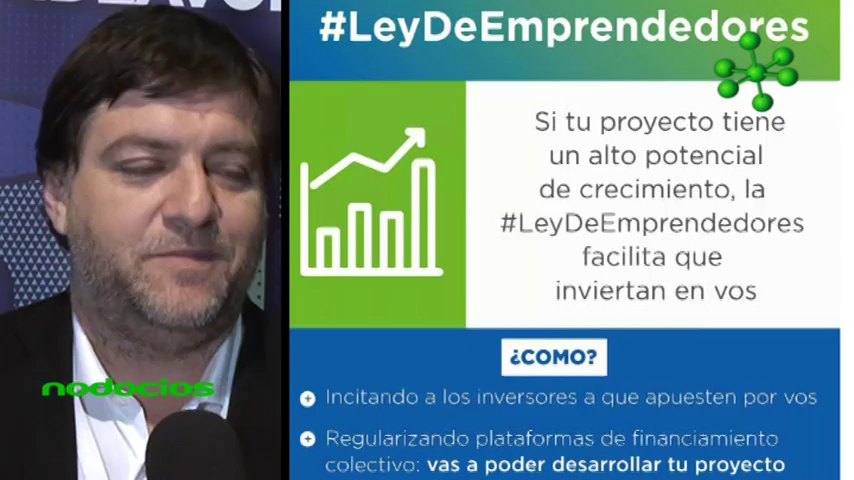 ENDEAVOR
#LeyDeEmprendedores
Si tu proyecto tiene
un alto potencial
de crecimiento, la
#LeyDeEmprendedores
facilita que
inviertan en vos
¿COMO?
Incitando a los inversores a que apuesten por vos
Regularizando plataformas de financiamiento
colectivo: vas a poder desarrollar tu proyecto
nodocios